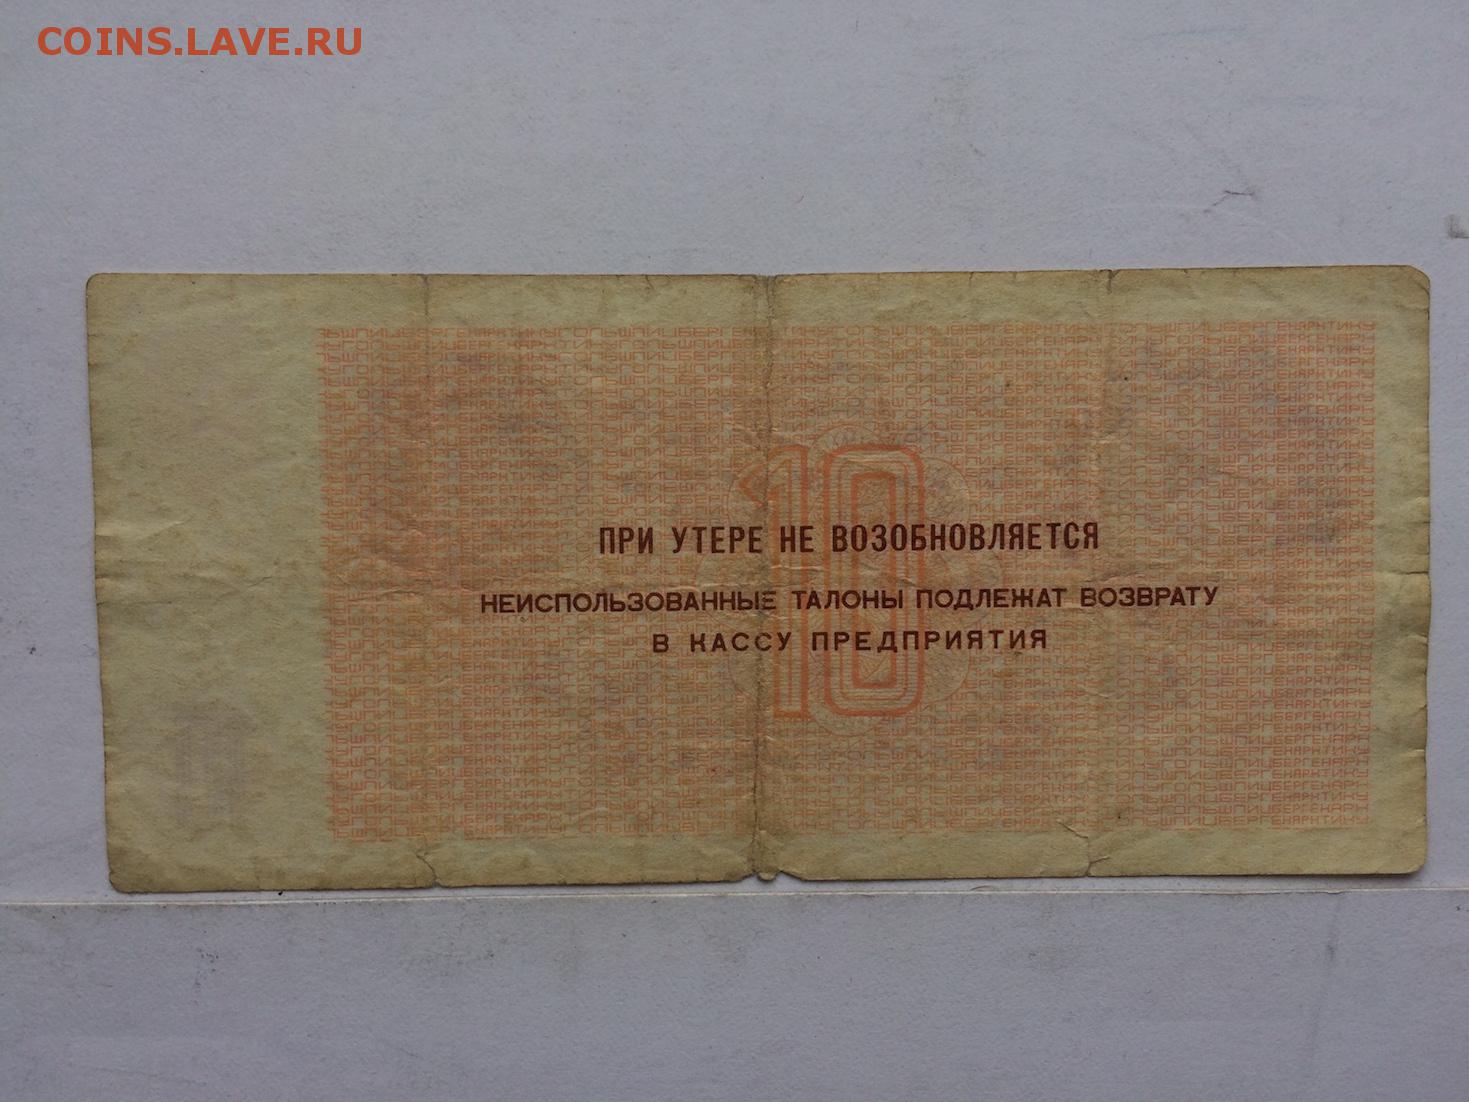 COINS.LAVE.RU
10
ПРИ УТЕРЕ НЕ ВОЗОБНОВЛЯЕТСЯ
НЕИСПОЛЬЗОВАННЫЕ ТАЛОНЫ ПОДЛЕЖАТ ВОЗВРАТУ
В КАССУ ПРЕДПРИЯТИЯ